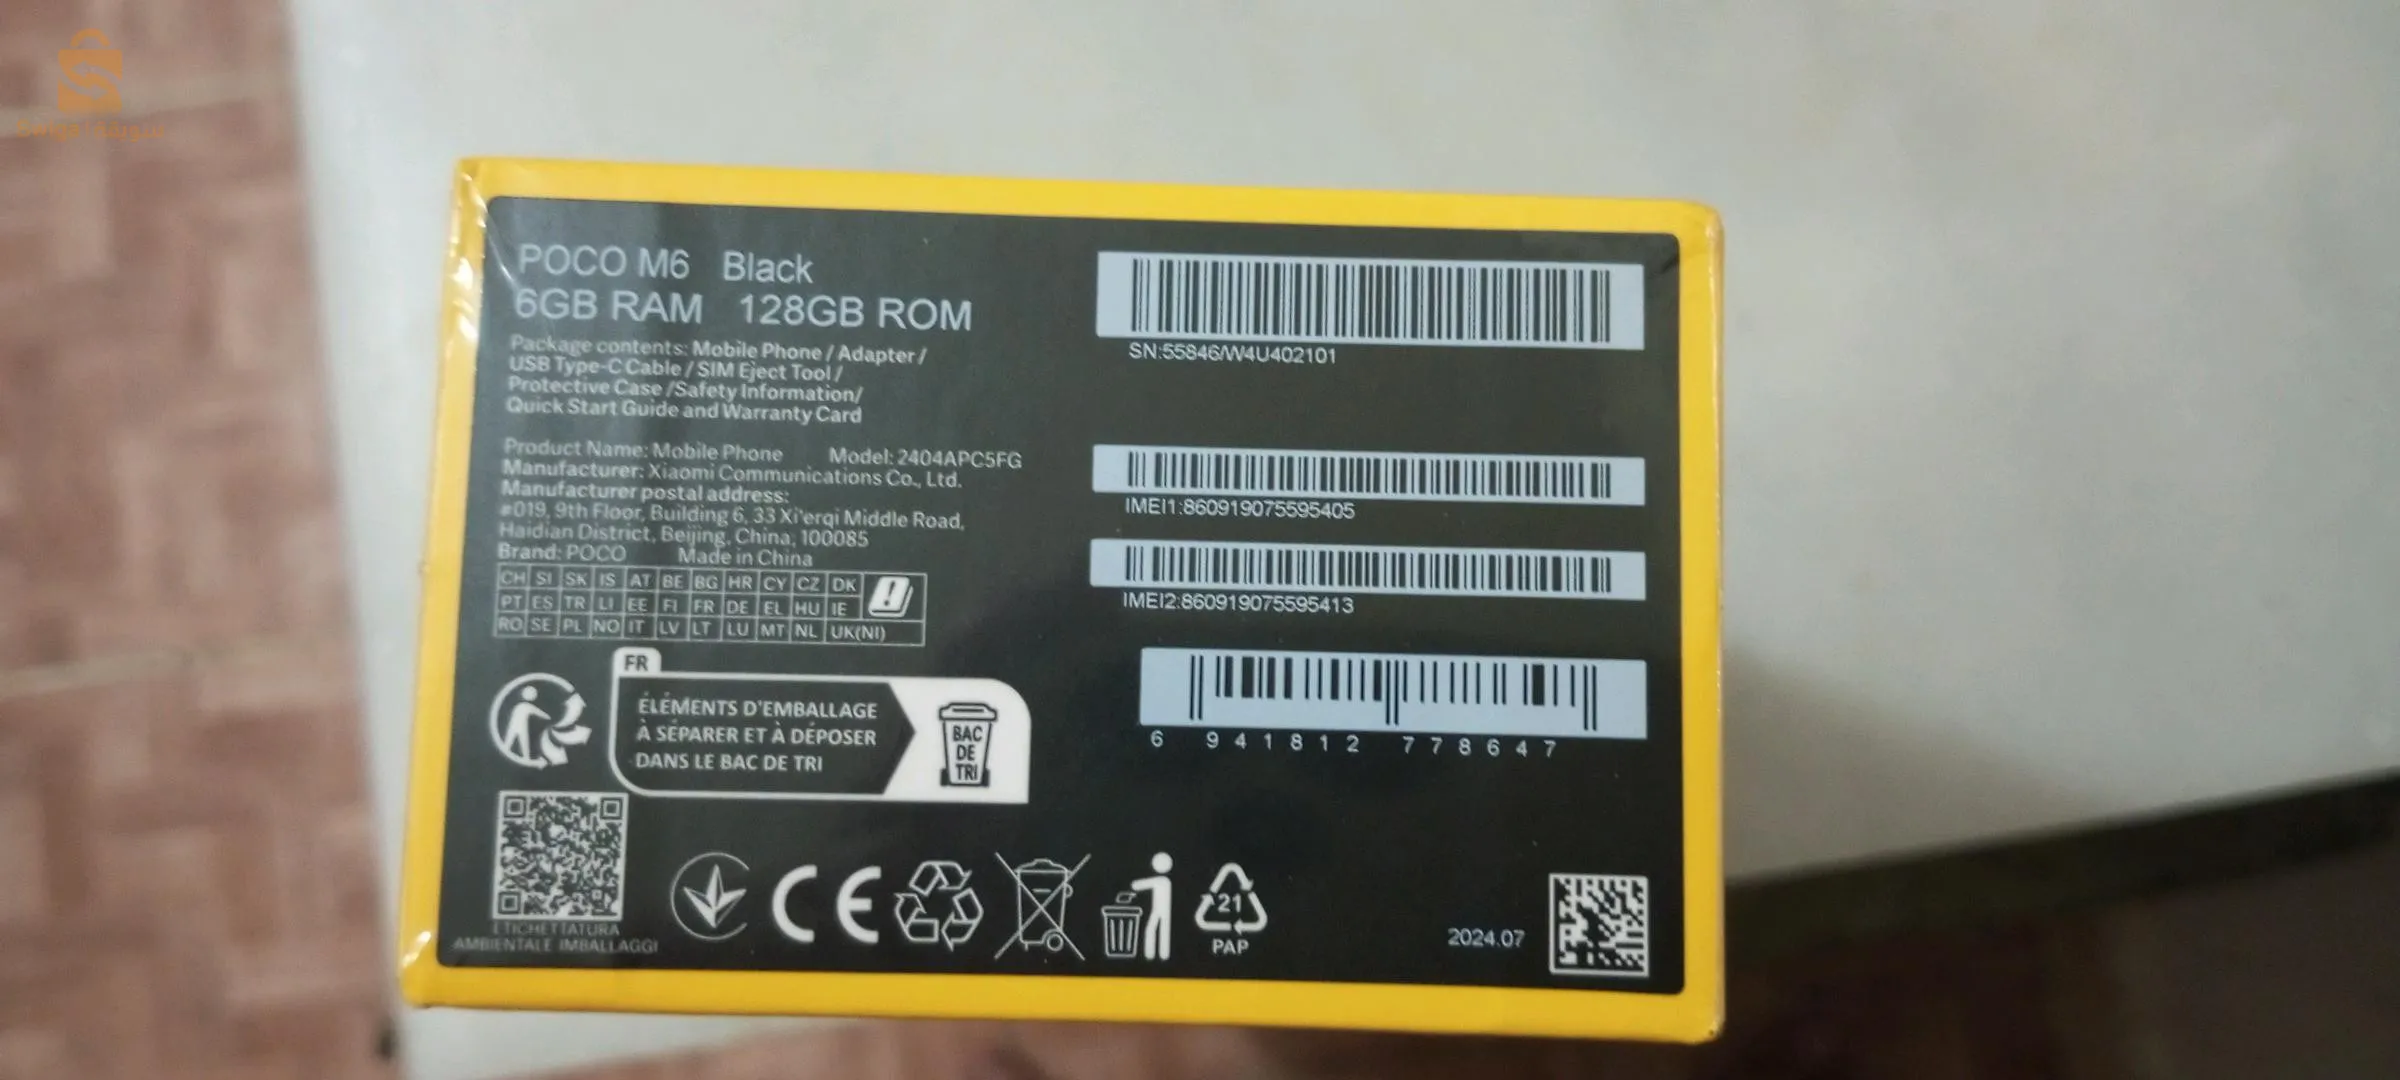 سويقة
POCO M6 Black
6GB RAM 128GB ROM
Package contents: Mobile Phone / Adapter /
USB Type-C Cable / SIM Eject Tool /
Protective Case /Safety Information/
Quick Start Guide and Warranty Card
Product Name: Mobile Phone Model: 2404APC5FG
Manufacturer: Xiaomi Communications Co., Ltd.
Manufacturer postal address:
#019, 9th Floor, Building 6, 33 Xi'erqi Middle Road,
Haidian District, Beijing, China, 100085
Brand: POCO Made in China
CH SI SK IS AT BE BG HR CY CZ DK
PT ES TR LI EE FI FR DE EL HU IE
RO SE PL NO IT LV LT LU MT NL UK(NI)
FR
ÉLÉMENTS D'EMBALLAGE
À SÉPARER ET À DÉPOSER
DANS LE BAC DE TRI
BAC
DE
TRI
ETICHETTATURA
AMBIENTALE IMBALLAGGI
CE
21
PAP
SN:55846/W4U402101
IMEI1:860919075595405
IMEI2:860919075595413
6 941812 778647
2024.07